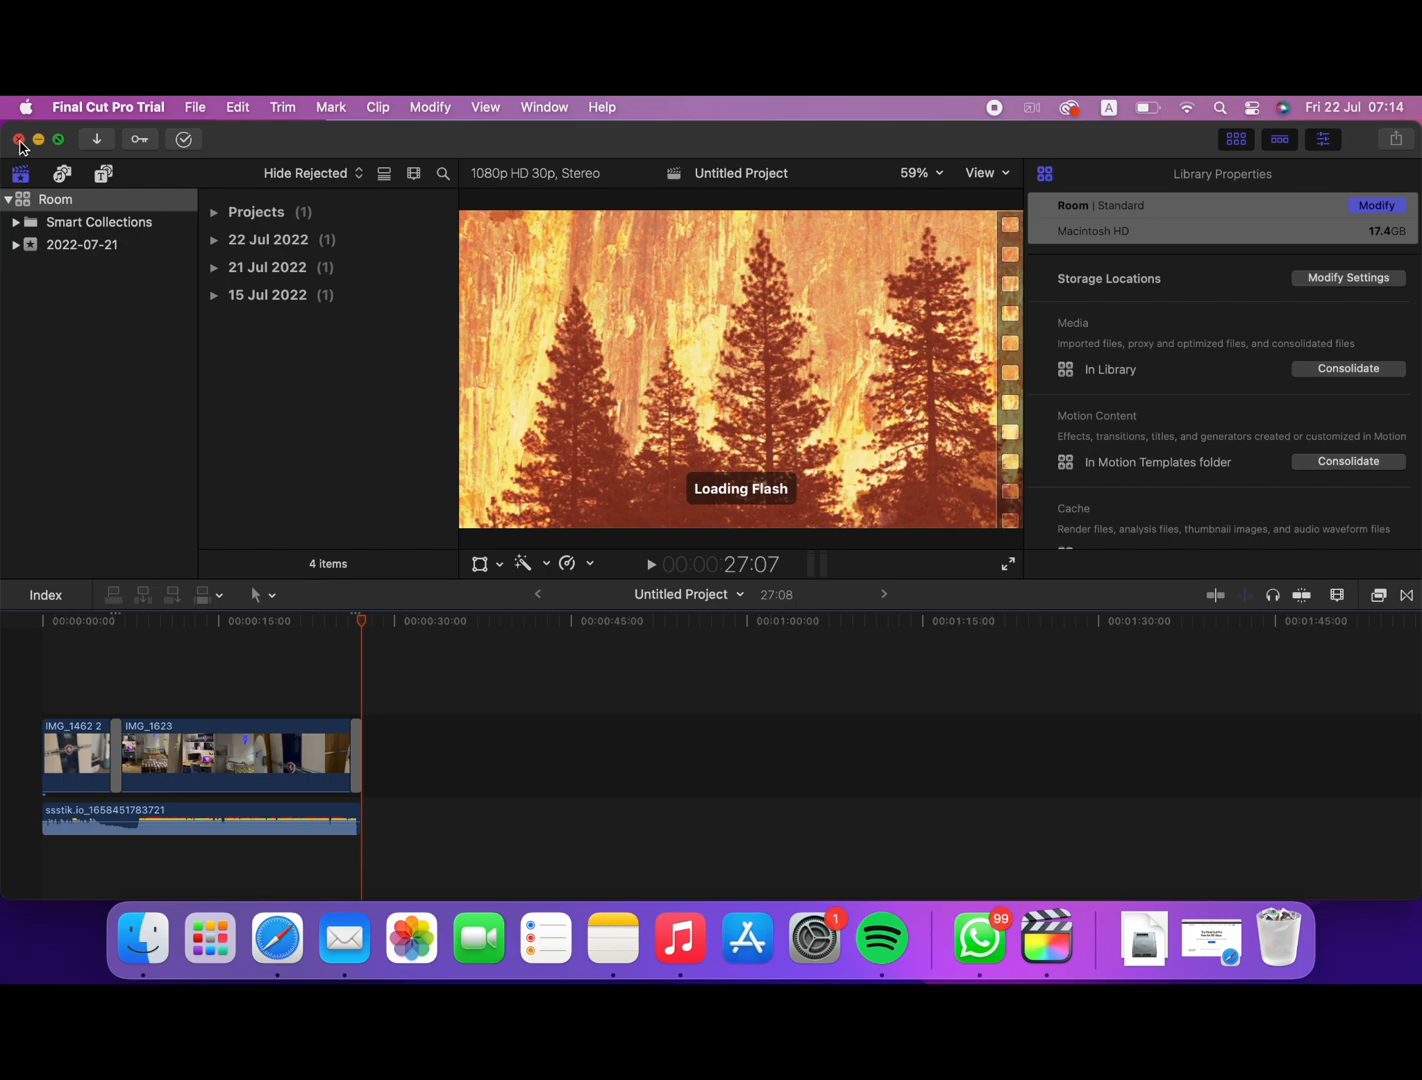 Final Cut Pro Trial File Edit Trim Mark Clip Modify View Window Help A Fri 22 Jul 07:14
Hide Rejected 1080p HD 30p, Stereo Untitled Project 59% View Library Properties
Room
Smart Collections
2022-07-21
Projects (1)
22 Jul 2022 (1)
21 Jul 2022 (1)
15 Jul 2022 (1)
4 items
Loading Flash
00:00:27:07
Room | Standard Modify
Macintosh HD 17.4GB
Storage Locations Modify Settings
Media
Imported files, proxy and optimized files, and consolidated files
In Library Consolidate
Motion Content
Effects, transitions, titles, and generators created or customized in Motion
In Motion Templates folder Consolidate
Cache
Render files, analysis files, thumbnail images, and audio waveform files
Index Untitled Project 27:08
00:00:00:00 00:00:15:00 00:00:30:00 00:00:45:00 00:01:00:00 00:01:15:00 00:01:30:00 00:01:45:00
IMG_1462 2 IMG_1623
ssstik.io_1658451783721
1 99